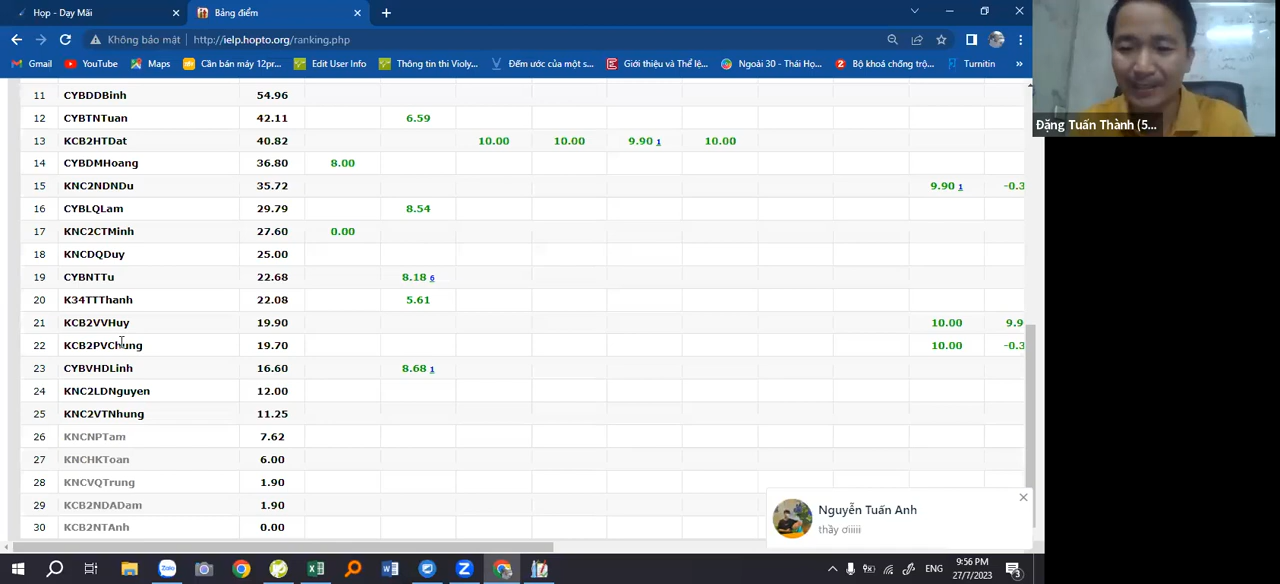 Họp - Dạy Mãi
Bảng điểm
Không bảo mật
http://ielp.hopto.org/ranking.php
Gmail YouTube Maps Cần bán máy 12pr... Edit User Info Thông tin thi Violy... Đếm ước của một s... Giới thiệu và Thể lệ... Ngoài 30 - Thái Họ... Bộ khoá chống trộ... Turnitin »
Đặng Tuấn Thành (5...
11 CYBDDBinh 54.96
12 CYBTNTuan 42.11 6.59
13 KCB2HTDat 40.82 10.00 10.00 9.90 1 10.00
14 CYBDMHoang 36.80 8.00
15 KNC2NDNDu 35.72 9.90 1 -0.3
16 CYBLQLam 29.79 8.54
17 KNC2CTMinh 27.60 0.00
18 KNCDQDuy 25.00
19 CYBNTTu 22.68 8.18 6
20 K34TTThanh 22.08 5.61
21 KCB2VVHuy 19.90 10.00 9.9
22 KCB2PVChung 19.70 10.00 -0.3
23 CYBVHDLinh 16.60 8.68 1
24 KNC2LDNguyen 12.00
25 KNC2VTNhung 11.25
26 KNCNPTam 7.62
27 KNCHKToan 6.00
28 KNCVQTrung 1.90
29 KCB2NDADam 1.90
30 KCB2NTAnh 0.00
Nguyễn Tuấn Anh
thầy ơiiiii
Zalo
ENG
9:56 PM
27/7/2023
3